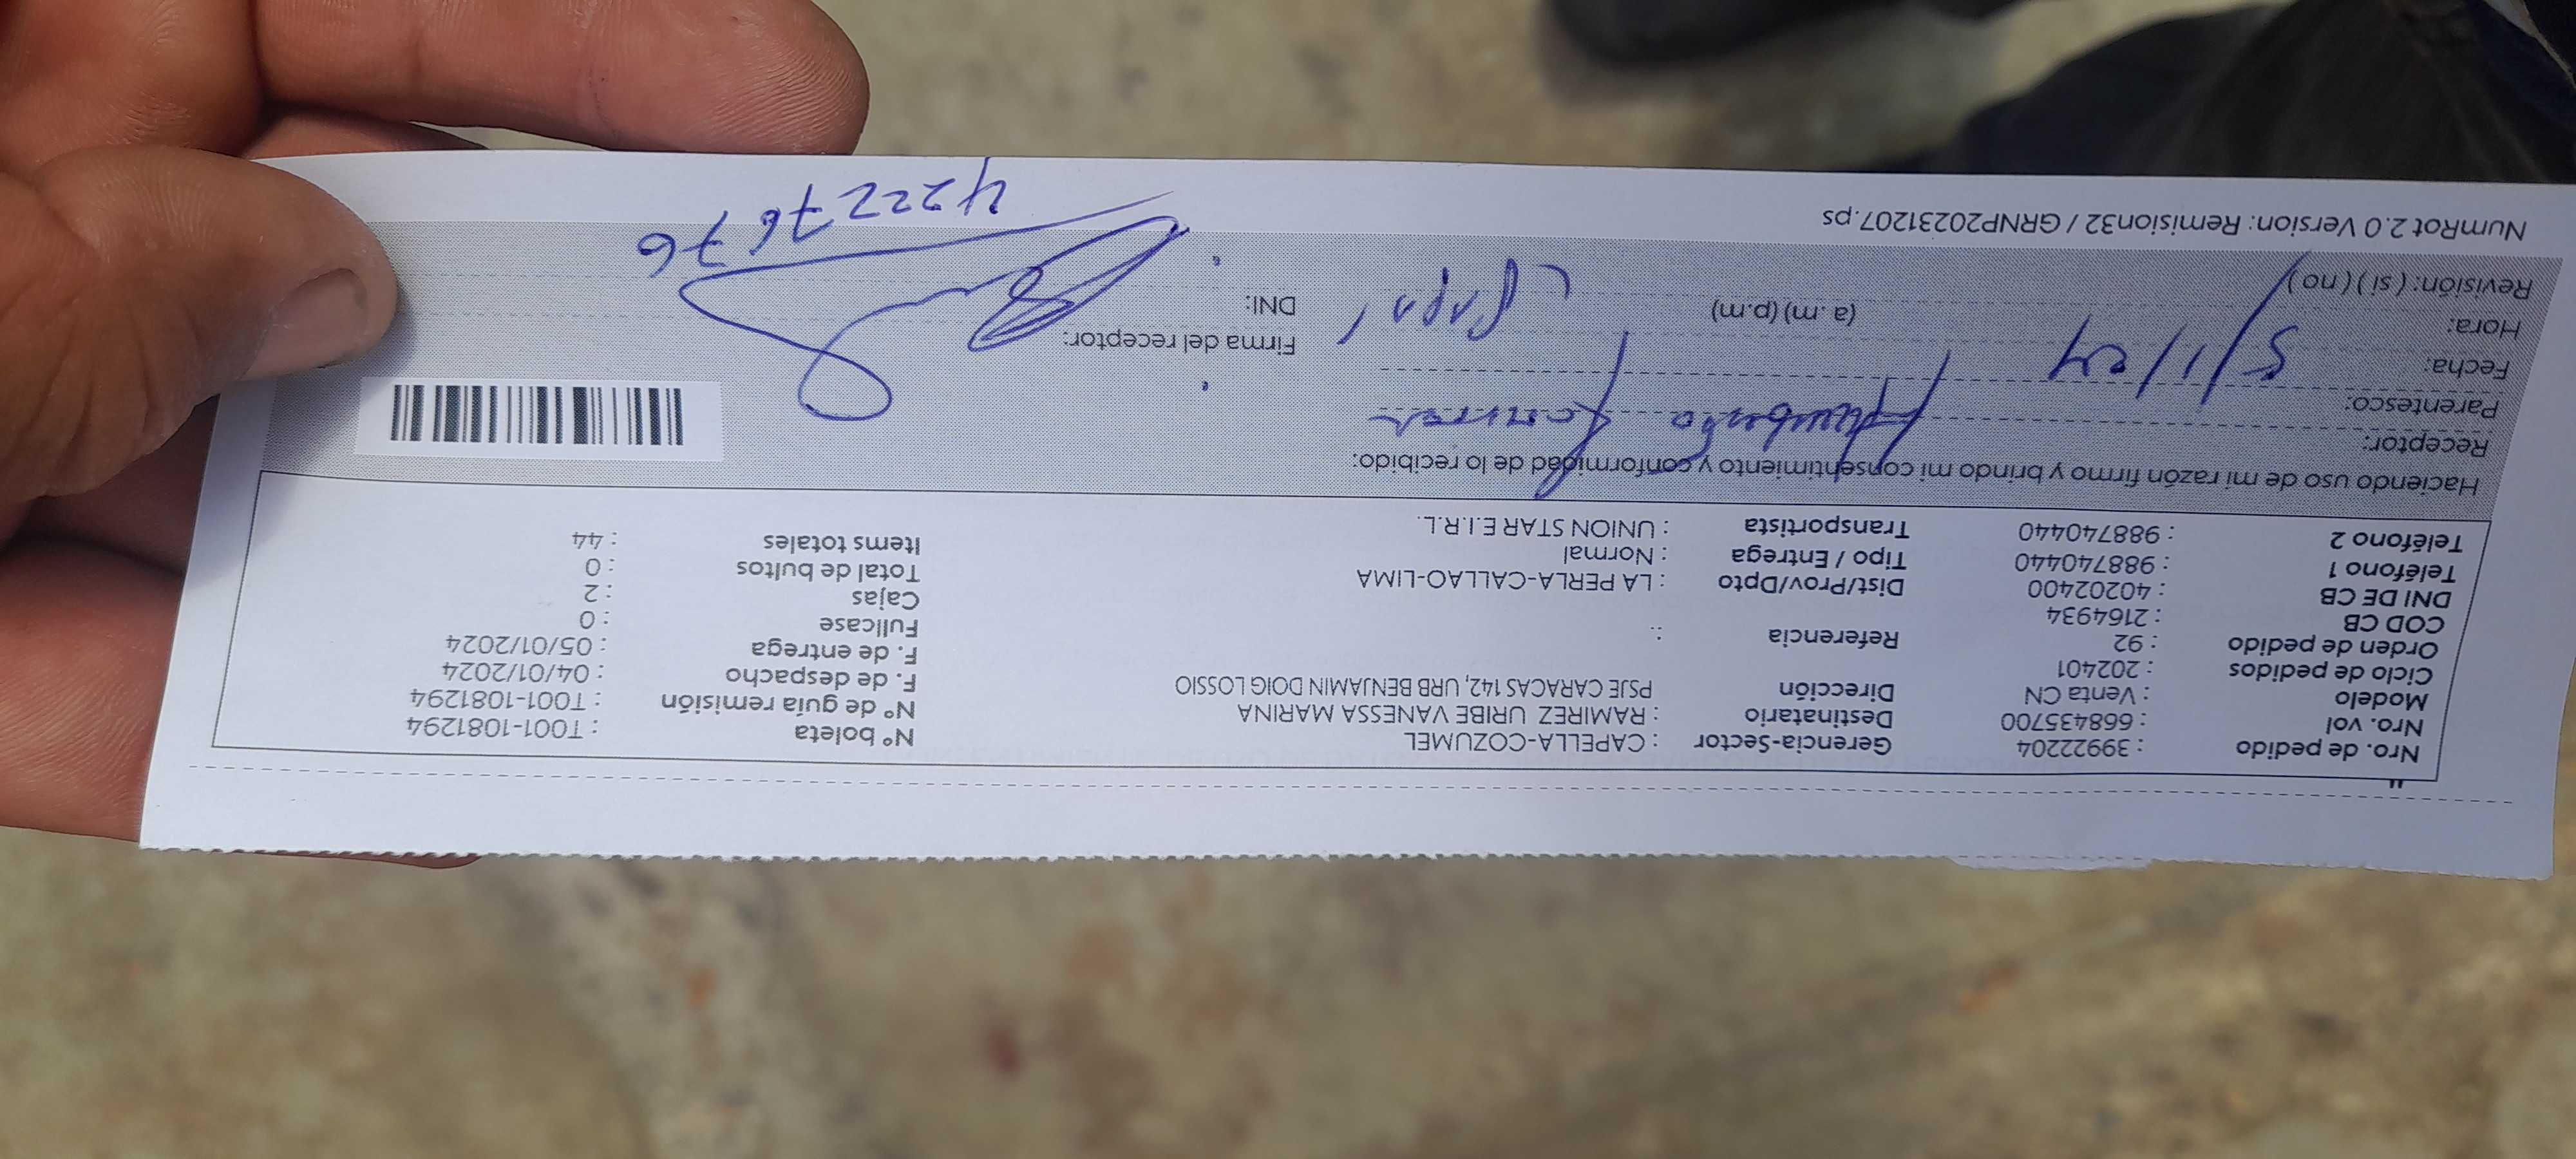 Nro. de pedido : 39922204 Gerencia-Sector : CAPELLA-COZUMEL Nº boleta : T001-1081294
Nro. vol : 668435700 Destinatario : RAMIREZ URIBE VANESSA MARINA Nº de guía remisión : T001-1081294
Modelo : Venta CN Dirección PSJE CARACAS 142, URB BENJAMIN DOIG LOSSIO F. de despacho : 04/01/2024
Ciclo de pedidos : 202401 F. de entrega : 05/01/2024
Orden de pedido : 92 Referencia : . Fullcase : 0
COD CB : 2164934 Cajas : 2
DNI DE CB : 40202400 Dist/Prov/Dpto : LA PERLA-CALLAO-LIMA Total de bultos : 0
Teléfono 1 : 988740440 Tipo / Entrega : Normal Items totales : 44
Teléfono 2 : 988740440 Transportista : UNION STAR E.I.R.L.
Haciendo uso de mi razón firmo y brindo mi consentimiento y conformidad de lo recibido:
Receptor: Humberto Ramirez
Parentesco:
Fecha: 5/1/24 Firma del receptor:
Hora: (a .m) (p.m) DNI:
Revisión: ( si ) ( no )
42227676
NumRot 2.0 Version: Remision32 / GRNP20231207.ps